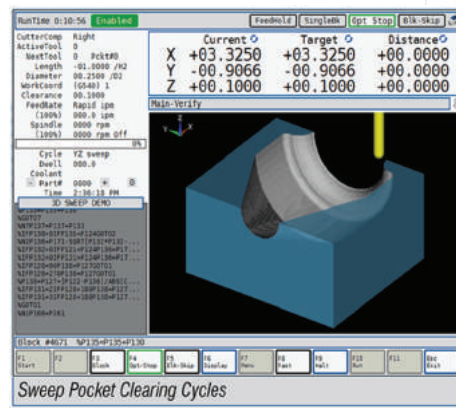 RunTime 0:10:56 Enabled FeedHold SingleBk Opt Stop Blk-Skip
CutterComp Right
ActiveTool 0
NextTool 0 Pckt#0
Length -01.0000 /H2
Diameter 00.2500 /D2
WorkCoord (G540) 1
Clearance 00.1000
FeedRate Rapid ipm
(100%) 000.0 ipm
Spindle 0000 rpm
(100%) 0000 rpm Off
0%
Cycle YZ sweep
Dwell 000.0
Coolant
- Part# 0000 + 0
Time 2:36:18 PM
3D SWEEP DEMO
Current Target Distance
X +03.3250 +03.3250 +00.0000
Y -00.9066 -00.9066 +00.0000
Z +00.1000 +00.1000 +00.0000
Main-Verify
Z
Y X
%GOTO7
%GOTO1
Block #4671 %P135=P135+P130
F1 Start
F2
F3 Block
F4 Opt-Stop
F5 Blk-Skip
F6 Display
F7 Menu
F8 Fast
F9 Halt
F10 Run
F11
Esc Exit
Sweep Pocket Clearing Cycles